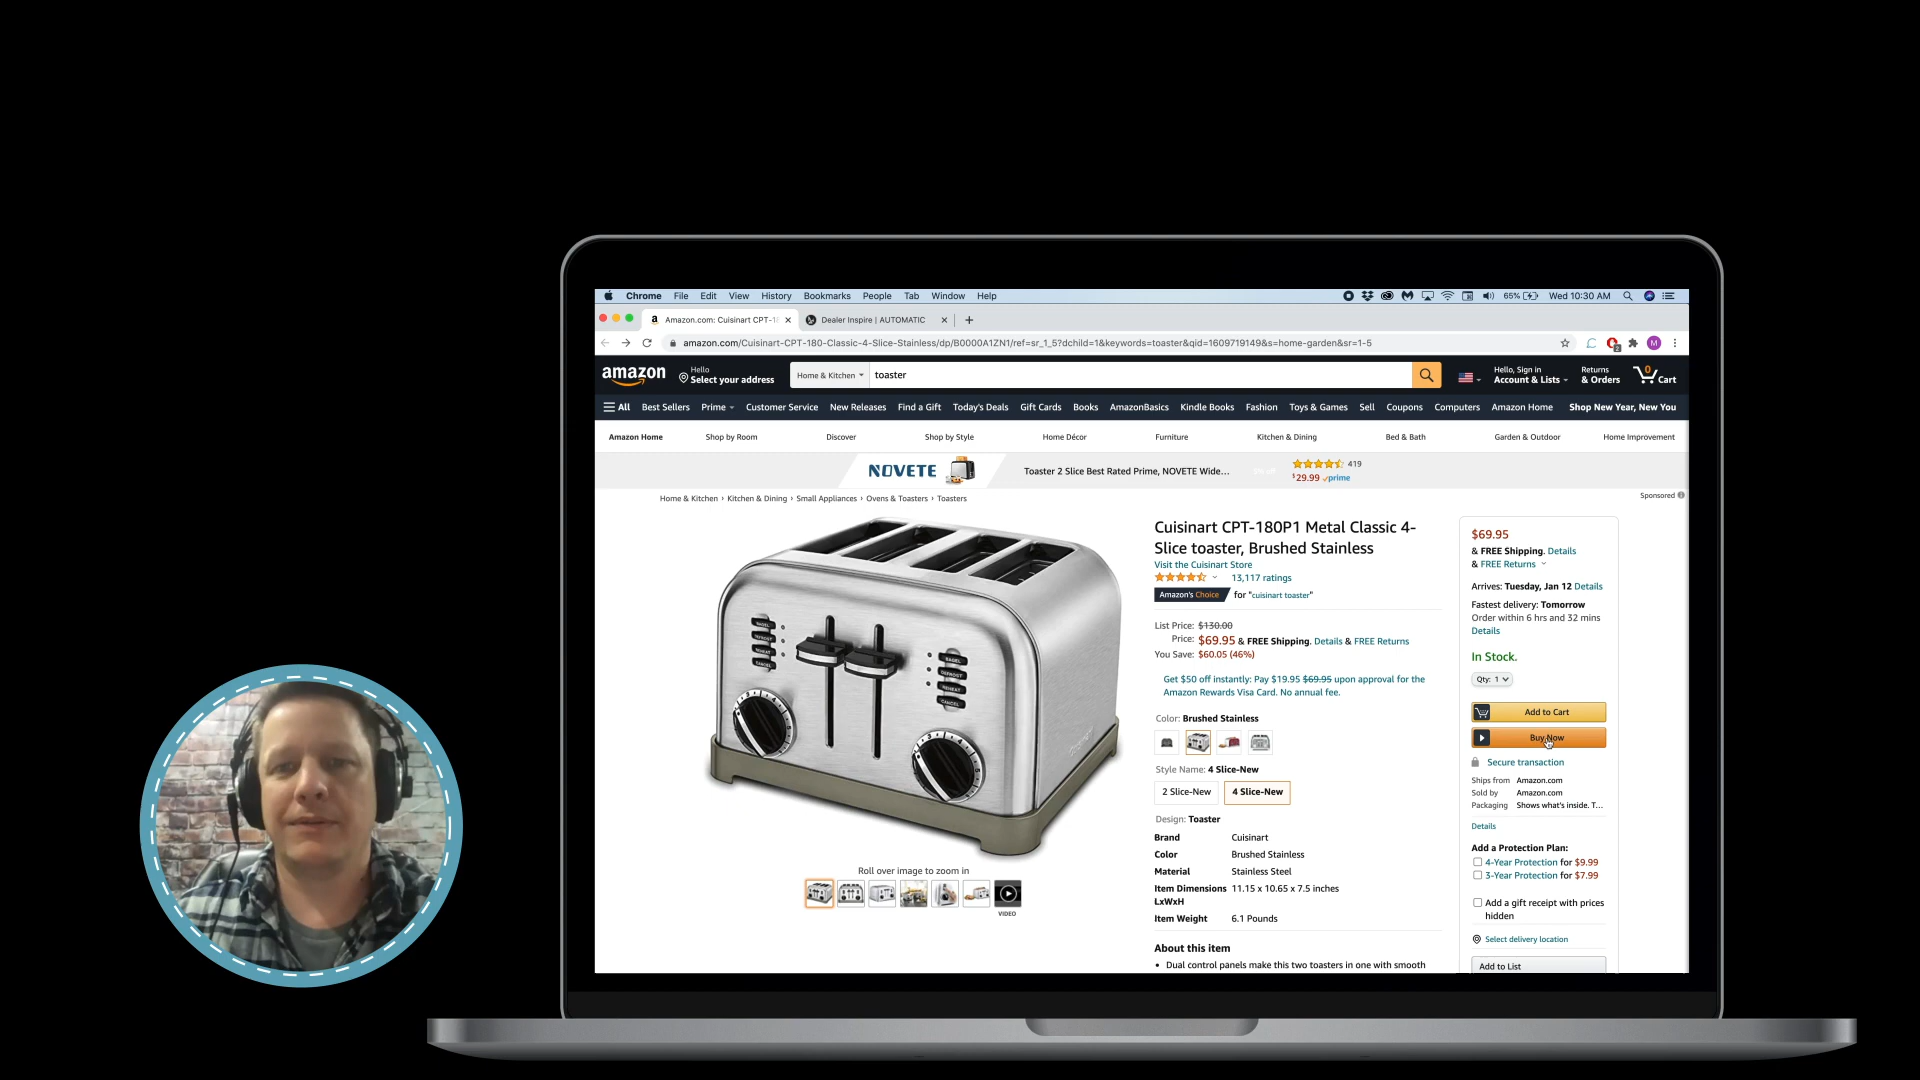 Chrome File Edit View History Bookmarks People Tab Window Help
65% Wed 10:30 AM
Amazon.com: Cuisinart CPT-18
Dealer Inspire | AUTOMATIC
amazon.com/Cuisinart-CPT-180-Classic-4-Slice-Stainless/dp/B0000A1ZN1/ref=sr_1_5?dchild=1&keywords=toaster&qid=1609719149&s=home-garden&sr=1-5
M
amazon
Hello
Select your address
Home & Kitchen
toaster
Hello, Sign in
Account & Lists
Returns
& Orders
0
Cart
All Best Sellers Prime Customer Service New Releases Find a Gift Today's Deals Gift Cards Books AmazonBasics Kindle Books Fashion Toys & Games Sell Coupons Computers Amazon Home Shop New Year, New You
Amazon Home Shop by Room Discover Shop by Style Home Décor Furniture Kitchen & Dining Bed & Bath Garden & Outdoor Home Improvement
NOVETE
Toaster 2 Slice Best Rated Prime, NOVETE Wide...
419
$29.99 prime
Sponsored
Home & Kitchen › Kitchen & Dining › Small Appliances › Ovens & Toasters › Toasters
BAGEL
DEFROST
REHEAT
CANCEL
BAGEL
DEFROST
REHEAT
CANCEL
Roll over image to zoom in
VIDEO
Cuisinart CPT-180P1 Metal Classic 4-
Slice toaster, Brushed Stainless
Visit the Cuisinart Store
13,117 ratings
Amazon's Choice for "cuisinart toaster"
List Price: $130.00
Price: $69.95 & FREE Shipping. Details & FREE Returns
You Save: $60.05 (46%)
Get $50 off instantly: Pay $19.95 $69.95 upon approval for the
Amazon Rewards Visa Card. No annual fee.
Color: Brushed Stainless
Style Name: 4 Slice-New
2 Slice-New 4 Slice-New
Design: Toaster
Brand Cuisinart
Color Brushed Stainless
Material Stainless Steel
Item Dimensions 11.15 x 10.65 x 7.5 inches
LxWxH
Item Weight 6.1 Pounds
About this item
• Dual control panels make this two toasters in one with smooth
$69.95
& FREE Shipping. Details
& FREE Returns
Arrives: Tuesday, Jan 12 Details
Fastest delivery: Tomorrow
Order within 6 hrs and 32 mins
Details
In Stock.
Qty: 1
Add to Cart
Buy Now
Secure transaction
Ships from Amazon.com
Sold by Amazon.com
Packaging Shows what's inside. T...
Details
Add a Protection Plan:
4-Year Protection for $9.99
3-Year Protection for $7.99
Add a gift receipt with prices
hidden
Select delivery location
Add to List